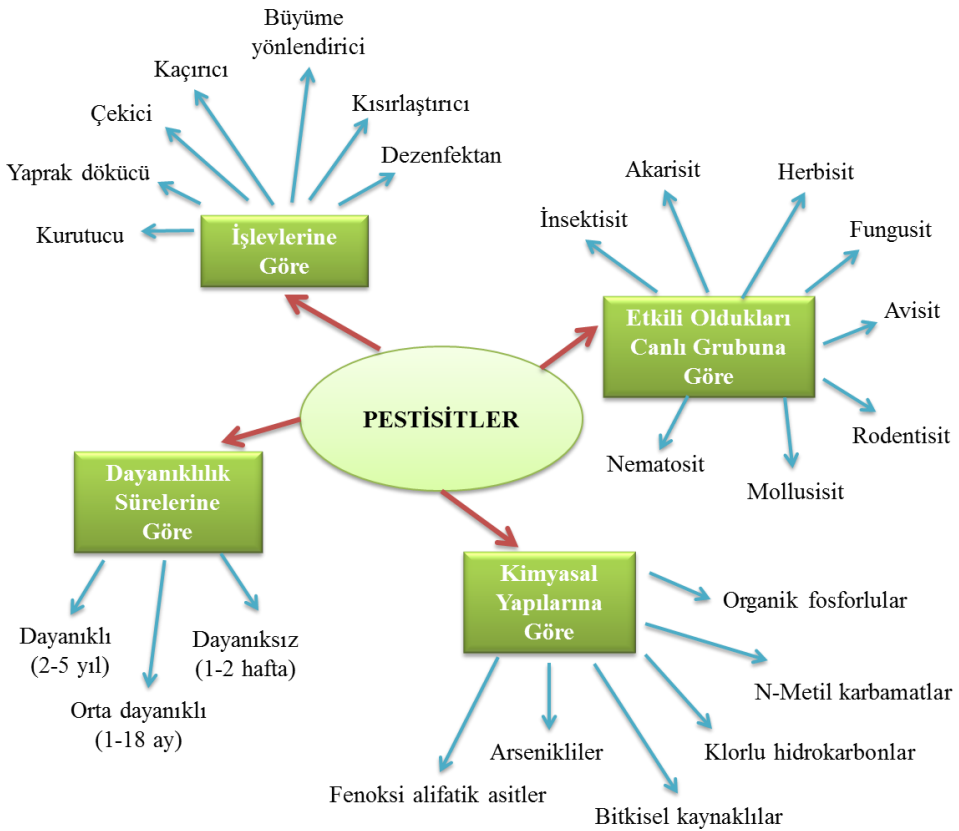 Büyüme
yönlendirici
Kaçırıcı
Çekici
Kısırlaştırıcı
Yaprak dökücü
Dezenfektan
Kurutucu
İşlevlerine
Göre
Akarisit
Herbisit
İnsektisit
Fungusit
Etkili Oldukları
Canlı Grubuna
Göre
Avisit
Rodentisit
Nematosit
Mollusisit
PESTİSİTLER
Dayanıklılık
Sürelerine
Göre
Dayanıklı
(2-5 yıl)
Dayanıksız
(1-2 hafta)
Orta dayanıklı
(1-18 ay)
Kimyasal
Yapılarına
Göre
Organik fosforlular
N-Metil karbamatlar
Klorlu hidrokarbonlar
Arsenikliler
Fenoksi alifatik asitler
Bitkisel kaynaklılar